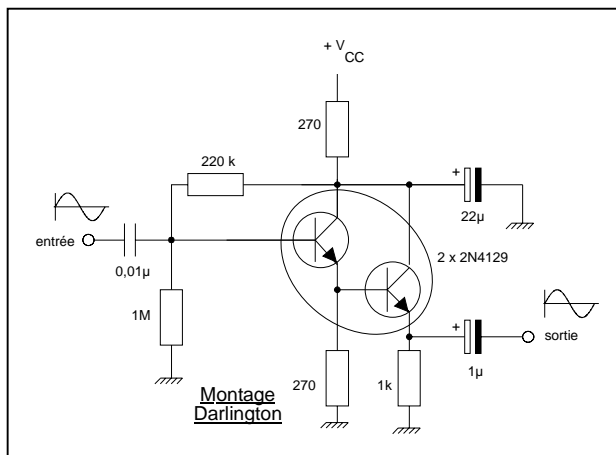 + V
CC
270
220 k
+
22µ
entrée
0,01µ
2 x 2N4129
1M
+
sortie
1µ
270
1k
Montage
Darlington